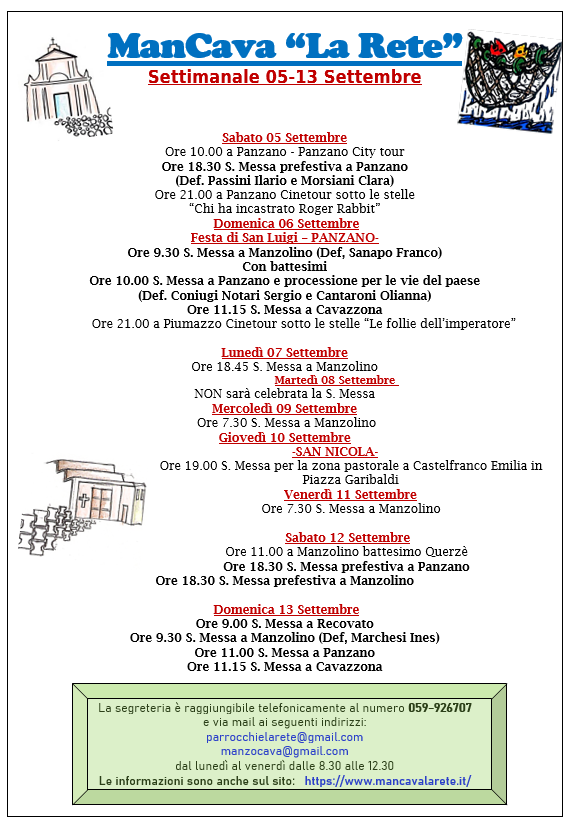 ManCava “La Rete”
Settimanale 05-13 Settembre
Sabato 05 Settembre
Ore 10.00 a Panzano - Panzano City tour
Ore 18.30 S. Messa prefestiva a Panzano
(Def. Passini Ilario e Morsiani Clara)
Ore 21.00 a Panzano Cinetour sotto le stelle
“Chi ha incastrato Roger Rabbit”
Domenica 06 Settembre
Festa di San Luigi – PANZANO-
Ore 9.30 S. Messa a Manzolino (Def, Sanapo Franco)
Con battesimi
Ore 10.00 S. Messa a Panzano e processione per le vie del paese
(Def. Coniugi Notari Sergio e Cantaroni Olianna)
Ore 11.15 S. Messa a Cavazzona
Ore 21.00 a Piumazzo Cinetour sotto le stelle “Le follie dell’imperatore”
Lunedì 07 Settembre
Ore 18.45 S. Messa a Manzolino
Martedì 08 Settembre
NON sarà celebrata la S. Messa
Mercoledì 09 Settembre
Ore 7.30 S. Messa a Manzolino
Giovedì 10 Settembre
-SAN NICOLA-
Ore 19.00 S. Messa per la zona pastorale a Castelfranco Emilia in
Piazza Garibaldi
Venerdì 11 Settembre
Ore 7.30 S. Messa a Manzolino
Sabato 12 Settembre
Ore 11.00 a Manzolino battesimo Querzè
Ore 18.30 S. Messa prefestiva a Panzano
Ore 18.30 S. Messa prefestiva a Manzolino
Domenica 13 Settembre
Ore 9.00 S. Messa a Recovato
Ore 9.30 S. Messa a Manzolino (Def, Marchesi Ines)
Ore 11.00 S. Messa a Panzano
Ore 11.15 S. Messa a Cavazzona
La segreteria è raggiungibile telefonicamente al numero 059-926707
e via mail ai seguenti indirizzi:
parrocchielarete@gmail.com
manzocava@gmail.com
dal lunedì al venerdì dalle 8.30 alle 12.30
Le informazioni sono anche sul sito: https://www.mancavalarete.it/